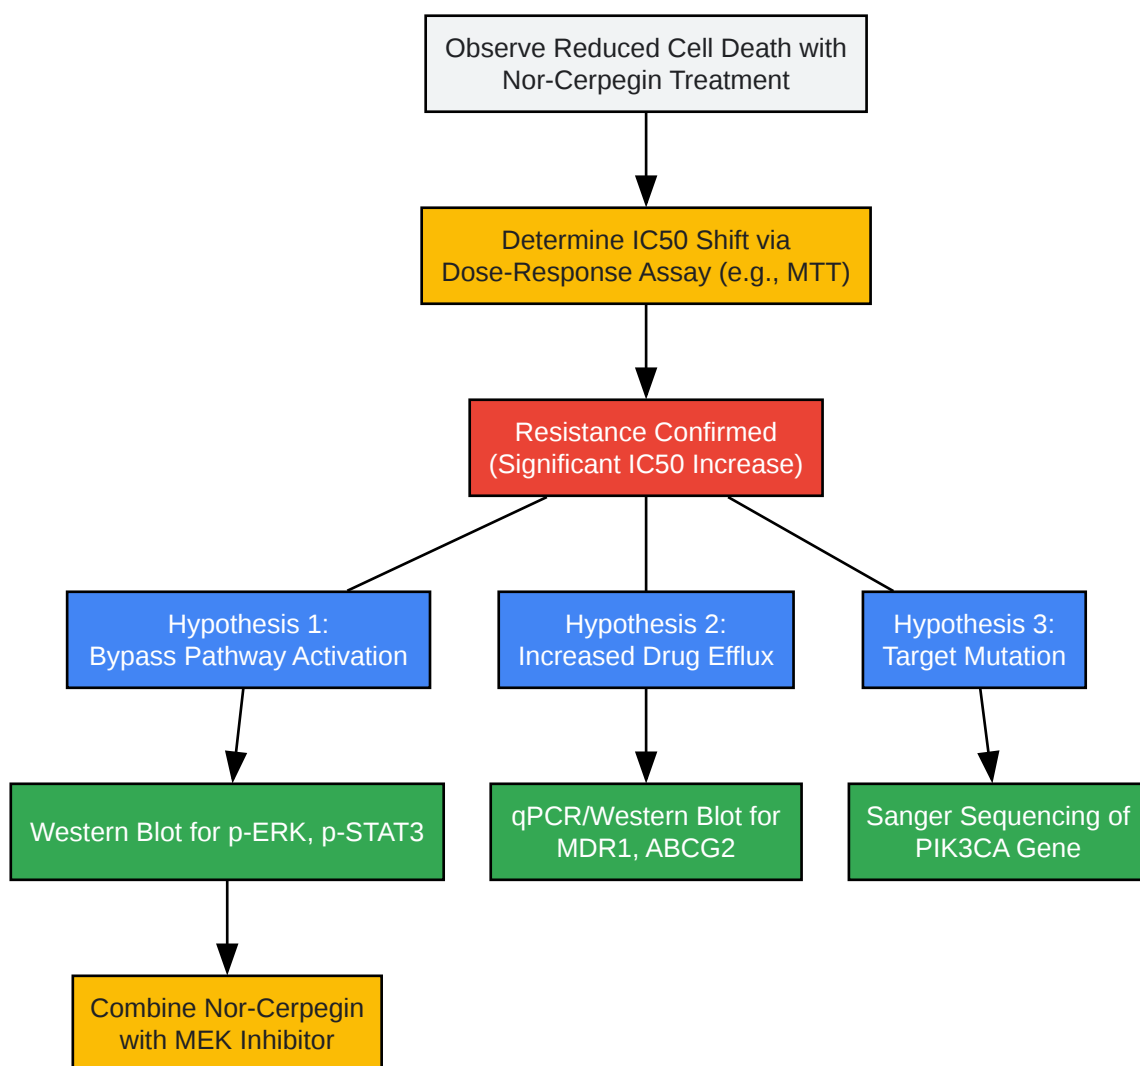 Observe Reduced Cell Death with
Nor-Cerpegin Treatment
Determine IC50 Shift via
Dose-Response Assay (e.g., MTT)
Resistance Confirmed
(Significant IC50 Increase)
Hypothesis 1:
Bypass Pathway Activation
Hypothesis 2:
Increased Drug Efflux
Hypothesis 3:
Target Mutation
Western Blot for p-ERK, p-STAT3
qPCR/Western Blot for
MDR1, ABCG2
Sanger Sequencing of
PIK3CA Gene
Combine Nor-Cerpegin
with MEK Inhibitor